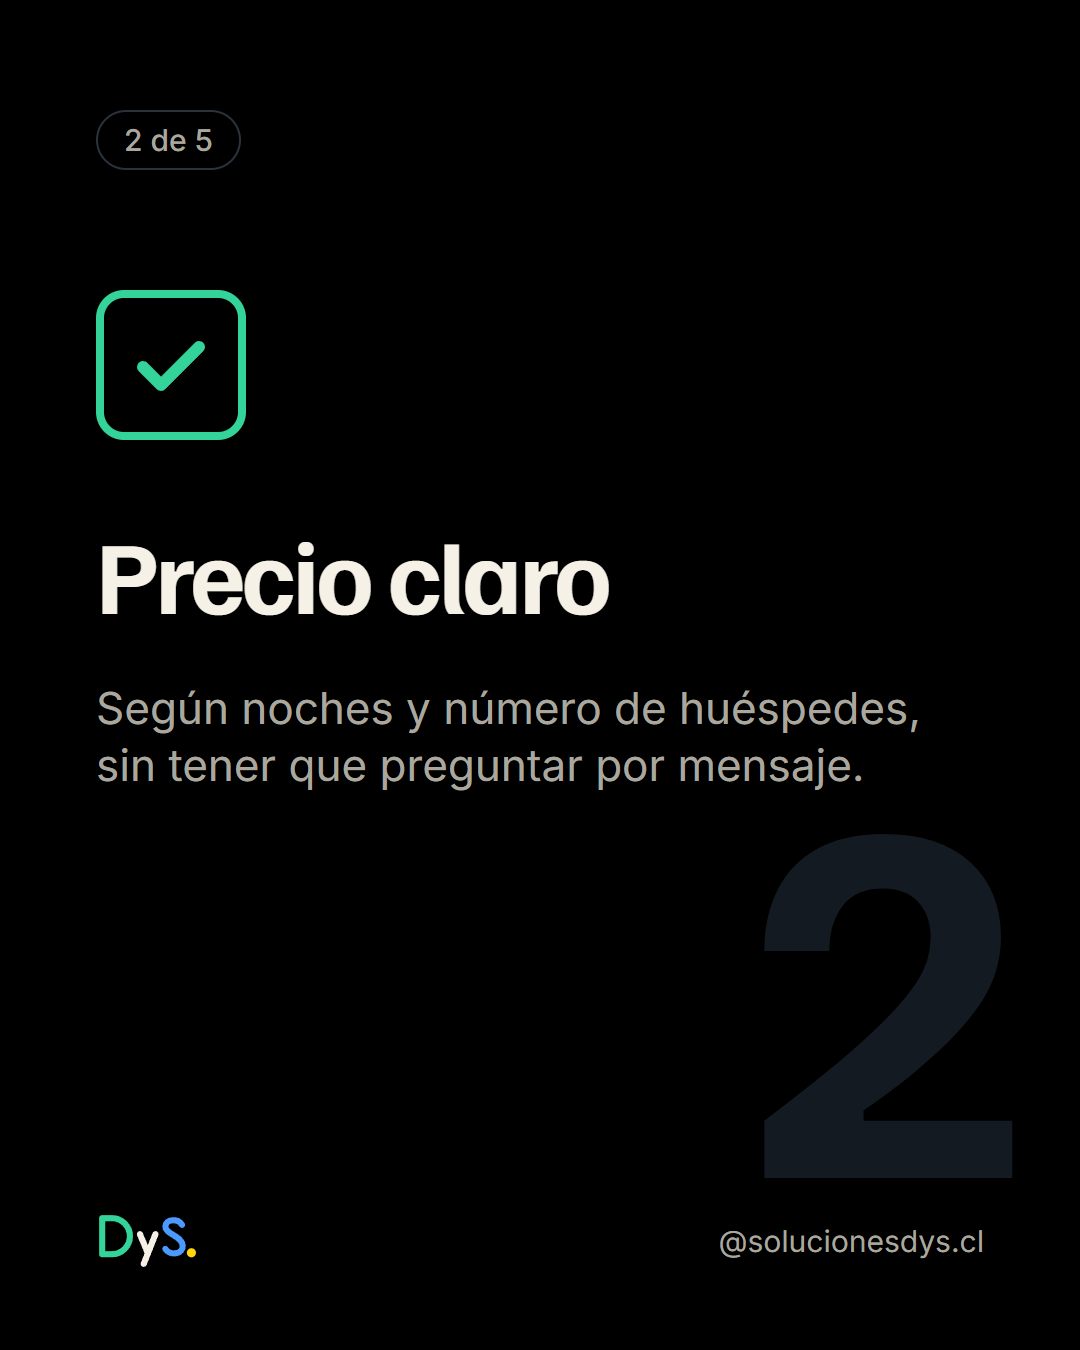 2 de 5
Precio claro
Según noches y número de huéspedes,
sin tener que preguntar por mensaje.
2
DyS.
@solucionesdys.cl